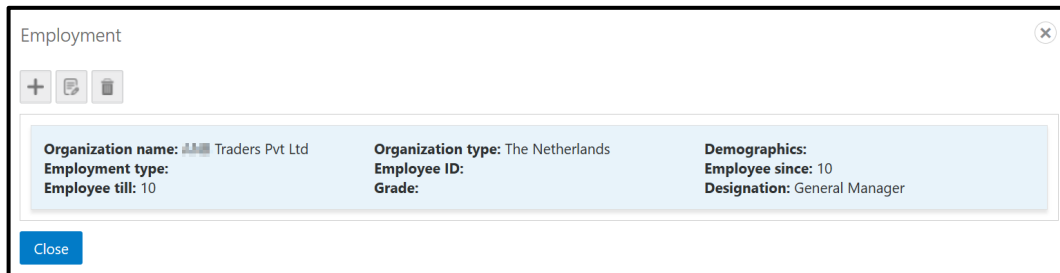 Employment
Organization name: Traders Pvt Ltd Organization type: The Netherlands Demographics:
Employment type: Employee ID: Employee since: 10
Employee till: 10 Grade: Designation: General Manager
Close